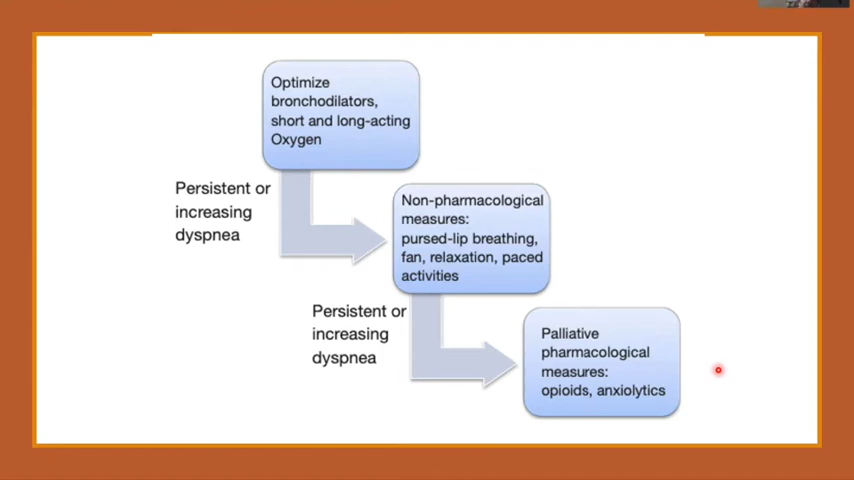 Optimize
bronchodilators,
short and long-acting
Oxygen
Persistent or
increasing
dyspnea
Non-pharmacological
measures:
pursed-lip breathing,
fan, relaxation, paced
activities
Persistent or
increasing
dyspnea
Palliative
pharmacological
measures:
opioids, anxiolytics